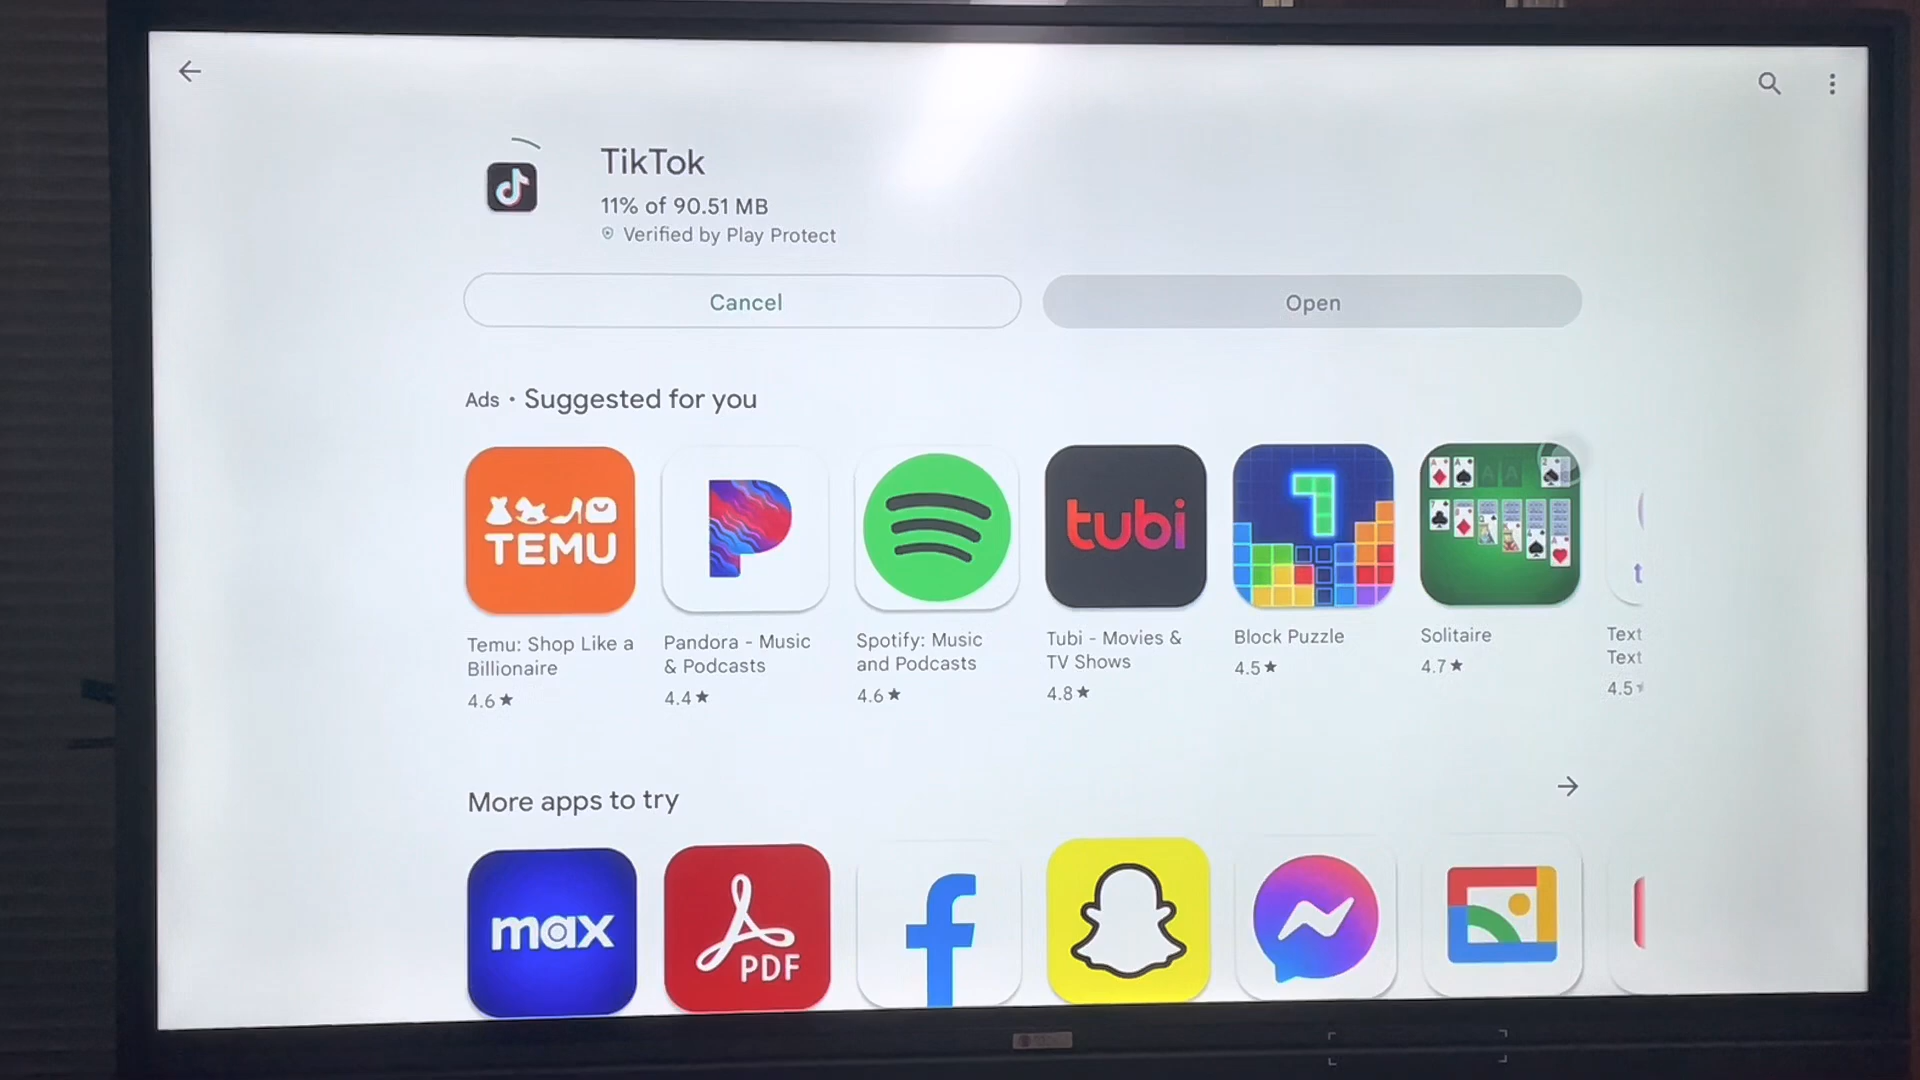 TikTok
11% of 90.51 MB
Verified by Play Protect
Cancel
Open
Ads • Suggested for you
TEMU
tubi
Temu: Shop Like a
Billionaire
4.6★
Pandora - Music
& Podcasts
4.4★
Spotify: Music
and Podcasts
4.6★
Tubi - Movies &
TV Shows
4.8★
Block Puzzle
4.5★
Solitaire
4.7★
Text
Text
4.5
More apps to try
max
PDF